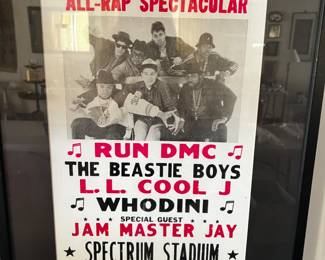 ALL-RAP SPECTACULAR
♫ RUN DMC ♫
THE BEASTIE BOYS
L.L. COOL J
♫ WHODINI ♫
★ ★ ★ SPECIAL GUEST ★ ★ ★
JAM MASTER JAY
★ SPECTRUM STADIUM ★